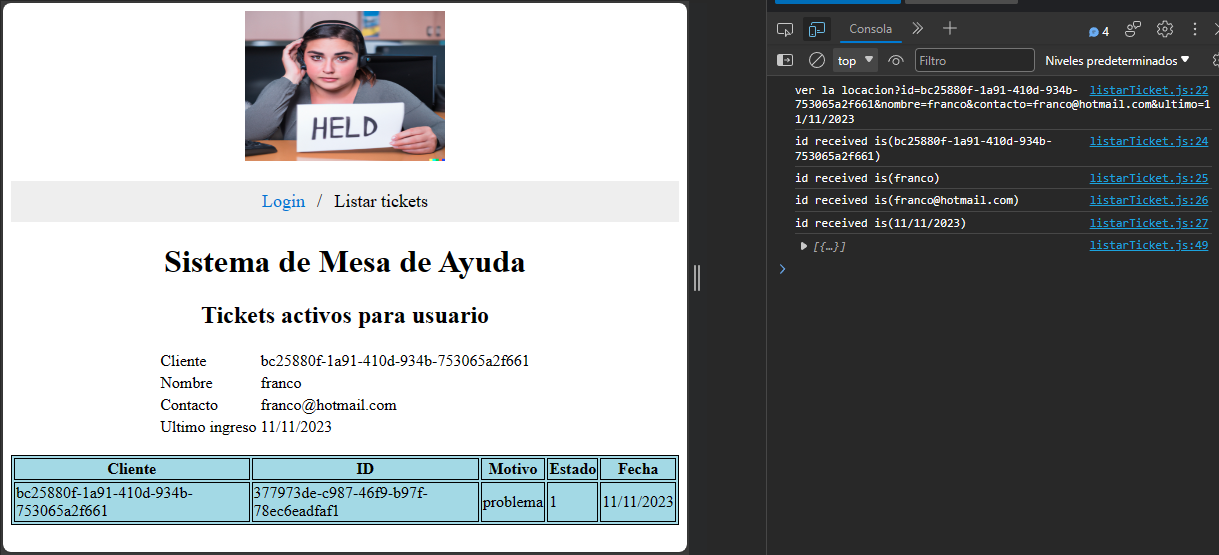 HELD
Login / Listar tickets
Sistema de Mesa de Ayuda
Tickets activos para usuario
Cliente bc25880f-1a91-410d-934b-753065a2f661
Nombre franco
Contacto franco@hotmail.com
Ultimo ingreso 11/11/2023
Cliente ID Motivo Estado Fecha
bc25880f-1a91-410d-934b- 377973de-c987-46f9-b97f-
753065a2f661 78ec6eadfaf1 problema 1 11/11/2023
Consola 4
top Filtro Niveles predeterminados
ver la locacion?id=bc25880f-1a91-410d-934b- listarTicket.js:22
753065a2f661&nombre=franco&contacto=franco@hotmail.com&ultimo=1
1/11/2023
id received is(bc25880f-1a91-410d-934b- listarTicket.js:24
753065a2f661)
id received is(franco) listarTicket.js:25
id received is(franco@hotmail.com) listarTicket.js:26
id received is(11/11/2023) listarTicket.js:27
[{…}] listarTicket.js:49